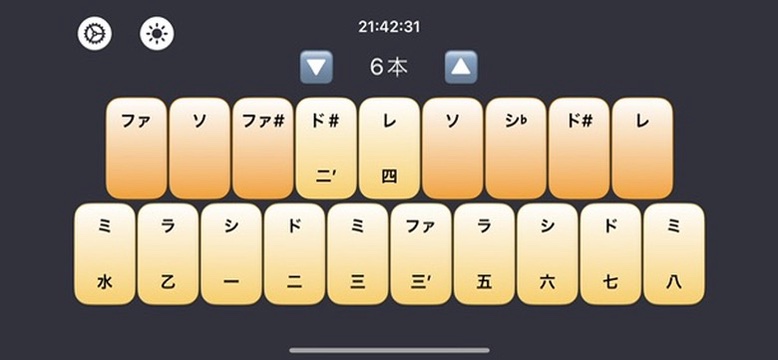 21:42:31
6本
ファ ソ ファ# ド# レ ソ シ♭ ド# レ
二′ 四
ミ ラ シ ド ミ ファ ラ シ ド ミ
水 乙 一 二 三 三′ 五 六 七 八